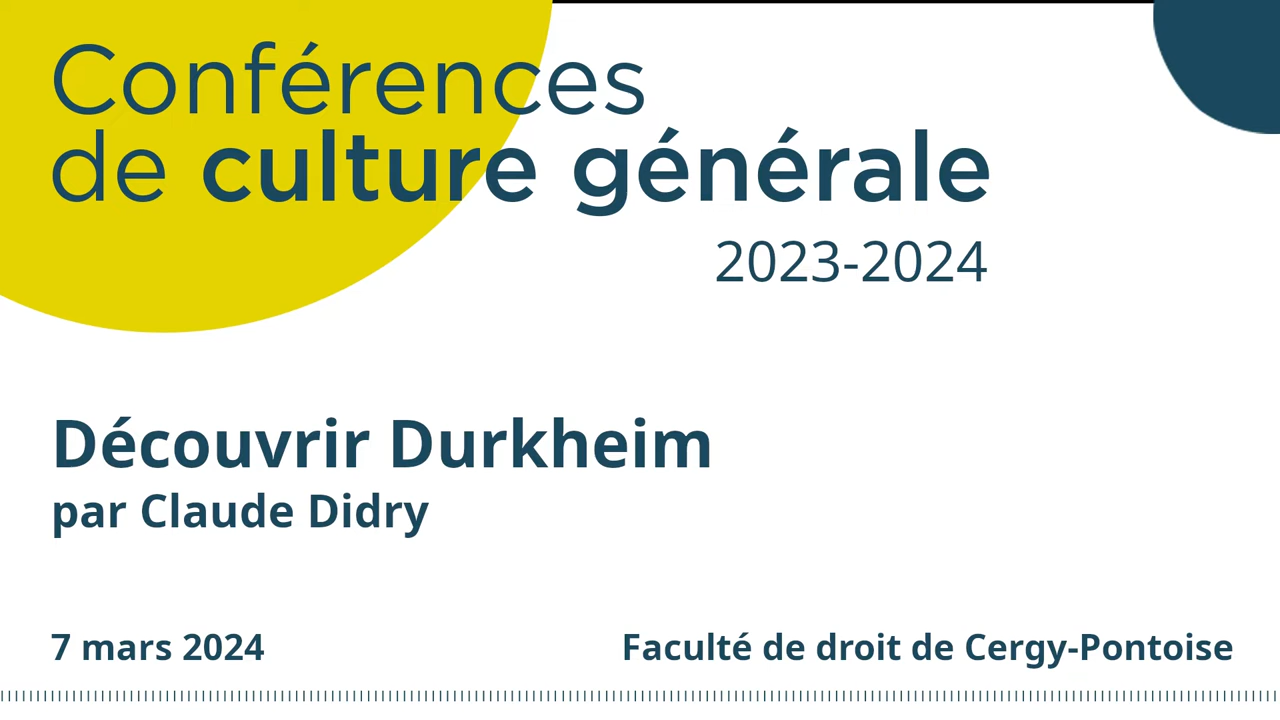 Conférences
de culture générale
2023-2024
Découvrir Durkheim
par Claude Didry
7 mars 2024
Faculté de droit de Cergy-Pontoise